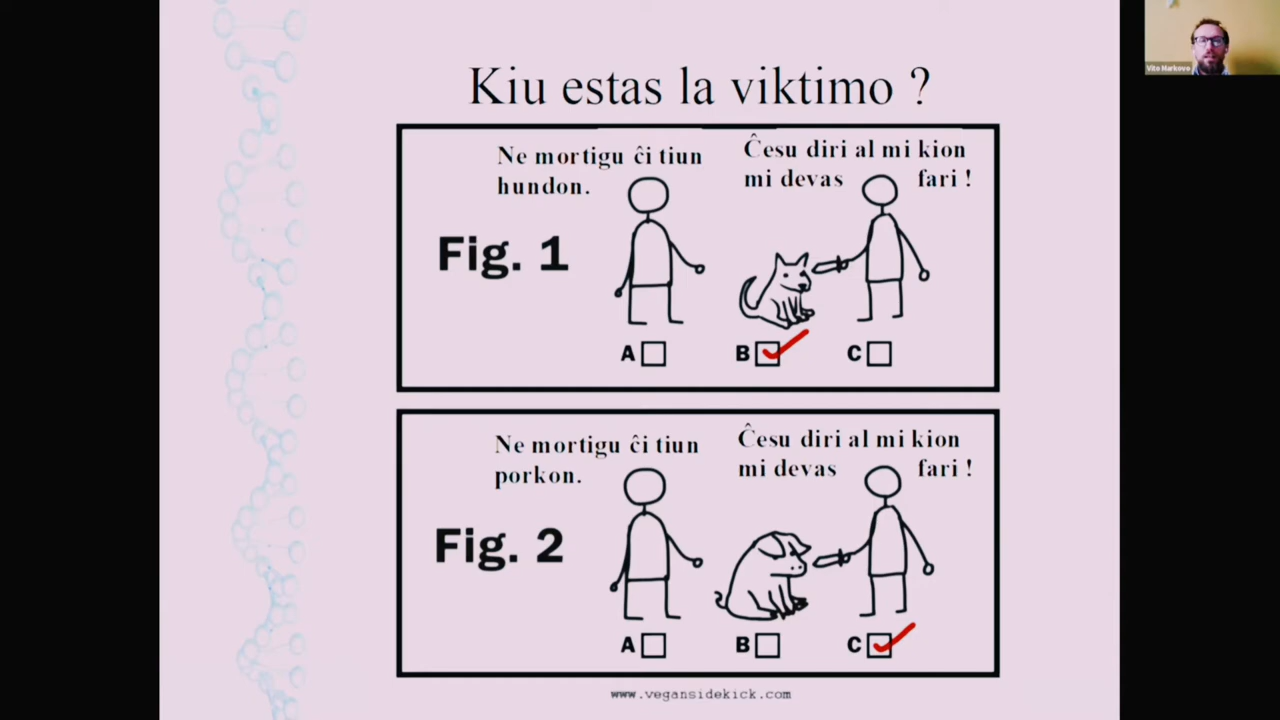 Kiu estas la viktimo ?
Ne mortigu ĉi tiun
hundon.
Ĉesu diri al mi kion
mi devas fari !
Fig. 1
A
B
C
Ne mortigu ĉi tiun
porkon.
Ĉesu diri al mi kion
mi devas fari !
Fig. 2
A
B
C
www.vegansidekick.com
Vito Markovo